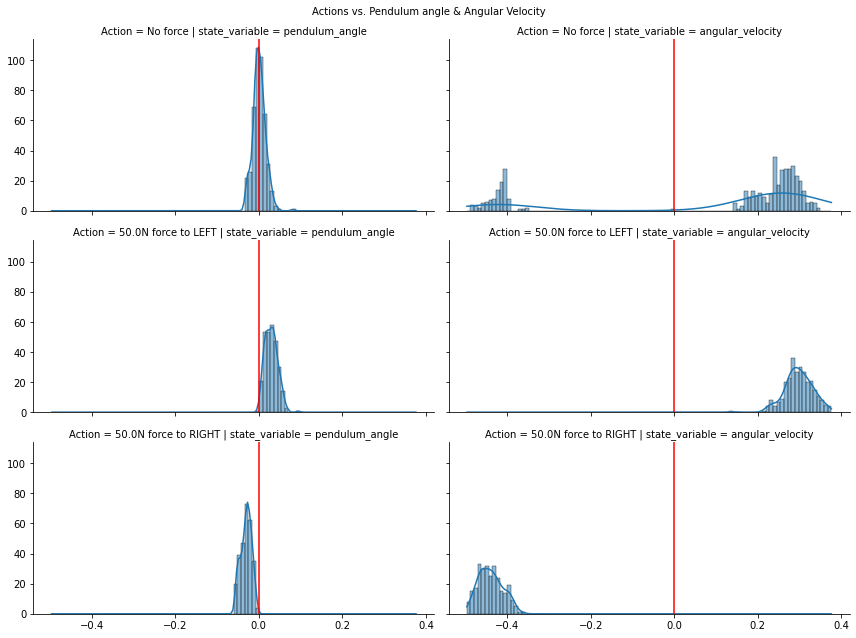 Actions vs. Pendulum angle & Angular Velocity
Action = No force | state_variable = pendulum_angle
Action = No force | state_variable = angular_velocity
100
80
60
40
20
0
Action = 50.0N force to LEFT | state_variable = pendulum_angle
Action = 50.0N force to LEFT | state_variable = angular_velocity
100
80
60
40
20
0
Action = 50.0N force to RIGHT | state_variable = pendulum_angle
Action = 50.0N force to RIGHT | state_variable = angular_velocity
100
80
60
40
20
0
−0.4 −0.2 0.0 0.2 0.4
−0.4 −0.2 0.0 0.2 0.4